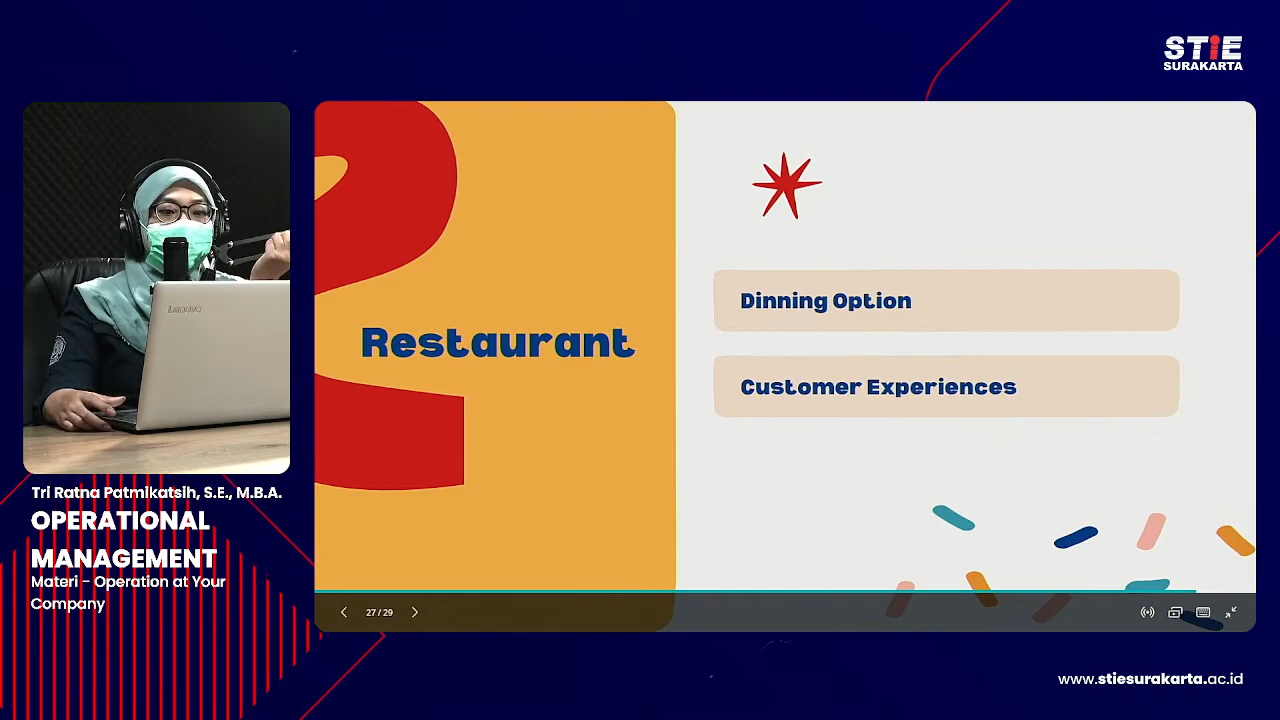 STIE
SURAKARTA
Lenovo
Restaurant
Dinning Option
Customer Experiences
Tri Ratna Patmikatsih, S.E., M.B.A.
OPERATIONAL
MANAGEMENT
Materi - Operation at Your
Company
27 / 29
www.stiesurakarta.ac.id